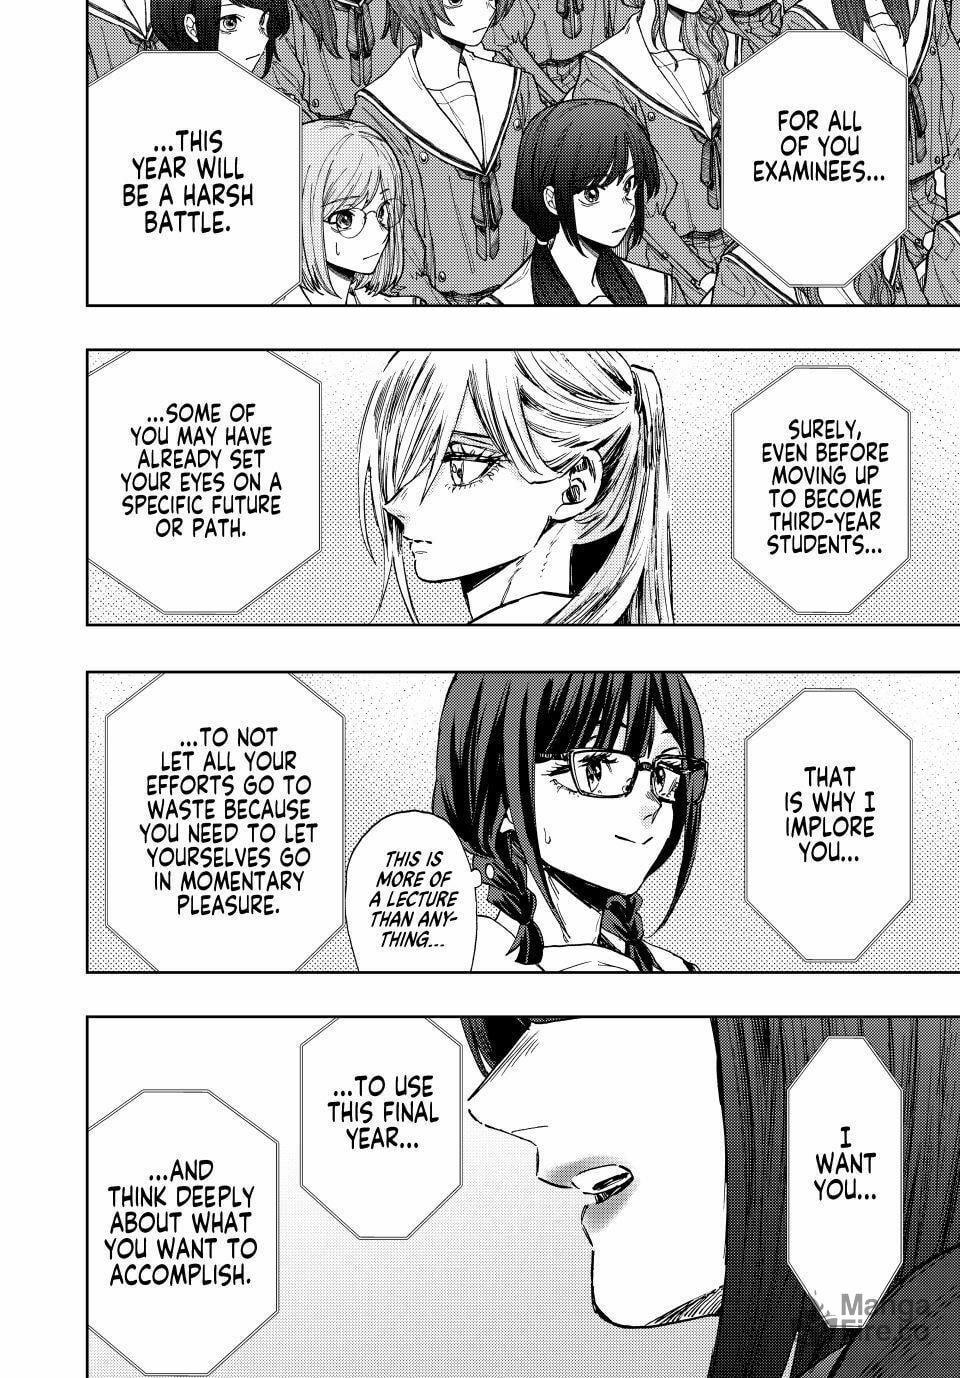 FOR ALL
OF YOU
EXAMINEES...
...THIS
YEAR WILL
BE A HARSH
BATTLE.
SURELY,
EVEN BEFORE
MOVING UP
TO BECOME
THIRD-YEAR
STUDENTS...
...SOME OF
YOU MAY HAVE
ALREADY SET
YOUR EYES ON A
SPECIFIC FUTURE
OR PATH.
THAT
IS WHY I
IMPLORE
YOU...
...TO NOT
LET ALL YOUR
EFFORTS GO TO
WASTE BECAUSE
YOU NEED TO LET
YOURSELVES GO
IN MOMENTARY
PLEASURE.
THIS IS
MORE OF
A LECTURE
THAN ANY-
THING...
I
WANT
YOU...
...TO USE
THIS FINAL
YEAR...
...AND
THINK DEEPLY
ABOUT WHAT
YOU WANT TO
ACCOMPLISH.
Manga